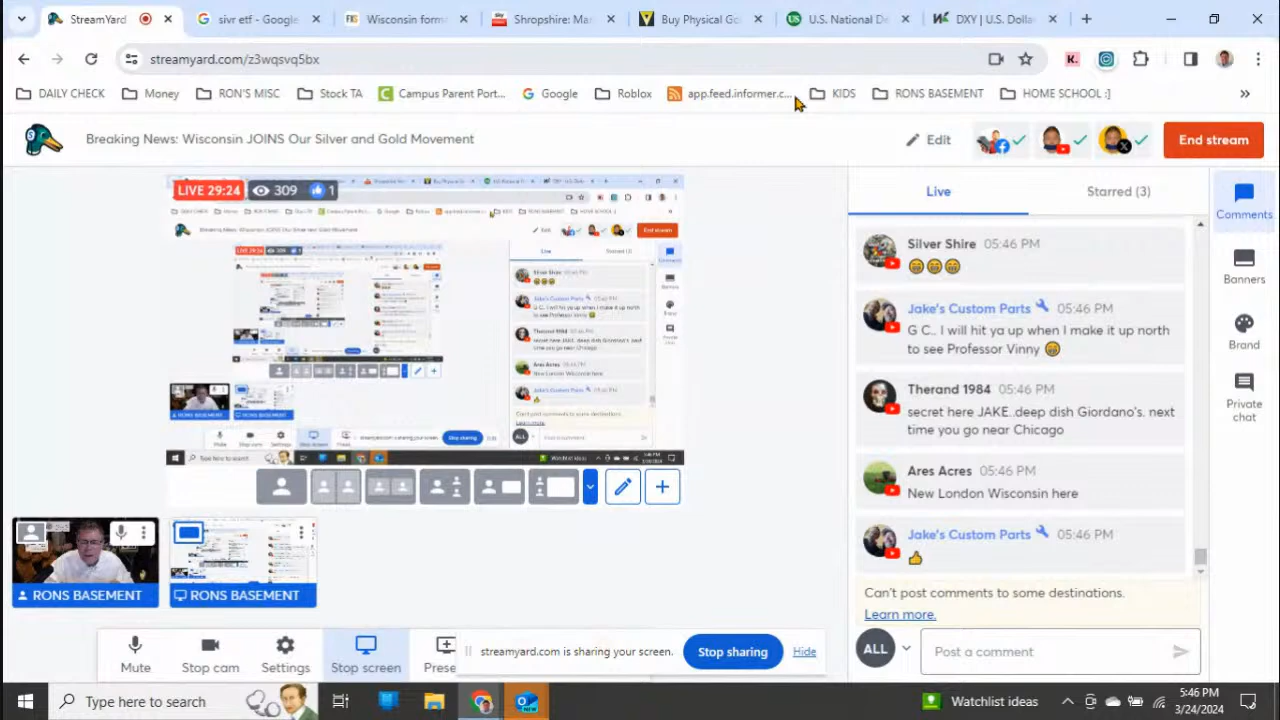 StreamYard
sivr etf - Google
Wisconsin form
Shropshire: Ma
Buy Physical Go
U.S. National De
DXY | U.S. Dolla
streamyard.com/z3wqsvq5bx
DAILY CHECK
Money
RON'S MISC
Stock TA
Campus Parent Port...
Google
Roblox
app.feed.informer.c...
KIDS
RONS BASEMENT
HOME SCHOOL :]
Breaking News: Wisconsin JOINS Our Silver and Gold Movement
Edit
End stream
LIVE 29:24
309
1
Live
Starred (3)
Comments
Banners
Brand
Private
chat
Silver Shire 05:46 PM
😁😁😁
Jake's Custom Parts 05:46 PM
G C.. I will hit ya up when I make it up north
to see Professor Vinny 😁
Therand 1984 05:46 PM
secret here JAKE..deep dish Giordano's. next
time you go near Chicago
Ares Acres 05:46 PM
New London Wisconsin here
Jake's Custom Parts 05:46 PM
👍
Can't post comments to some destinations.
Learn more.
ALL
Post a comment
RONS BASEMENT
RONS BASEMENT
Mute
Stop cam
Settings
Stop screen
Prese
streamyard.com is sharing your screen.
Stop sharing
Hide
Type here to search
Watchlist ideas
5:46 PM
3/24/2024